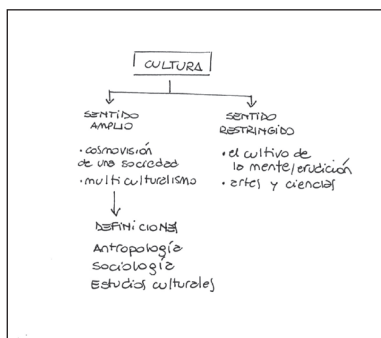 CULTURA
SENTIDO
AMPLIO
• cosmovisión
de una sociedad
• multiculturalismo
DEFINICIONES
Antropología
Sociología
Estudios culturales
SENTIDO
RESTRINGIDO
• el cultivo de
la mente/erudición
• artes y ciencias